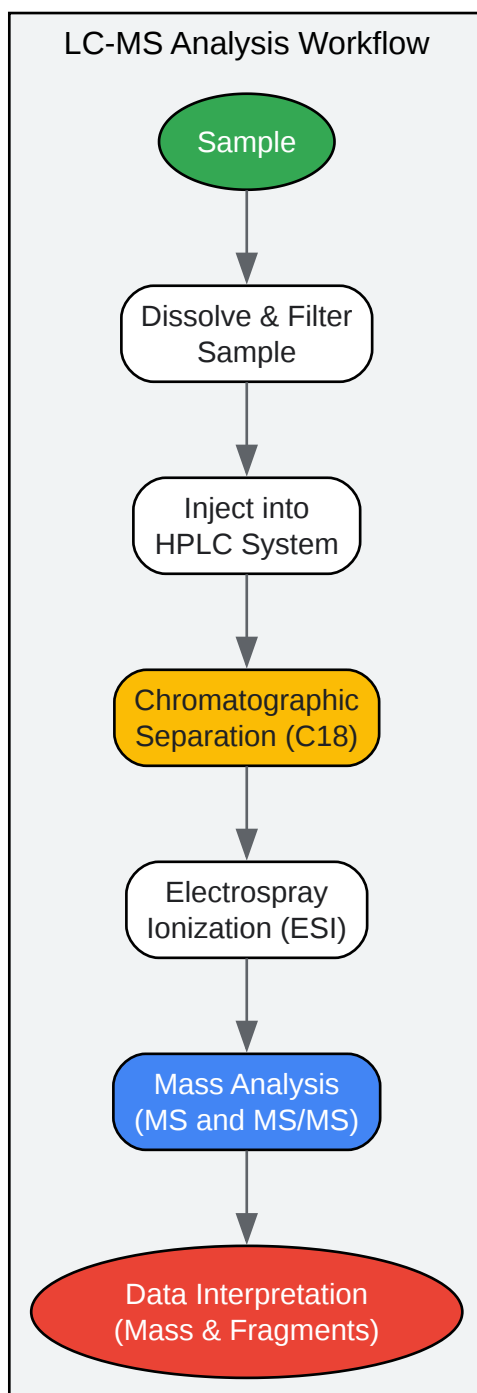 LC-MS Analysis Workflow
Sample
Dissolve & Filter
Sample
Inject into
HPLC System
Chromatographic
Separation (C18)
Electrospray
Ionization (ESI)
Mass Analysis
(MS and MS/MS)
Data Interpretation
(Mass & Fragments)